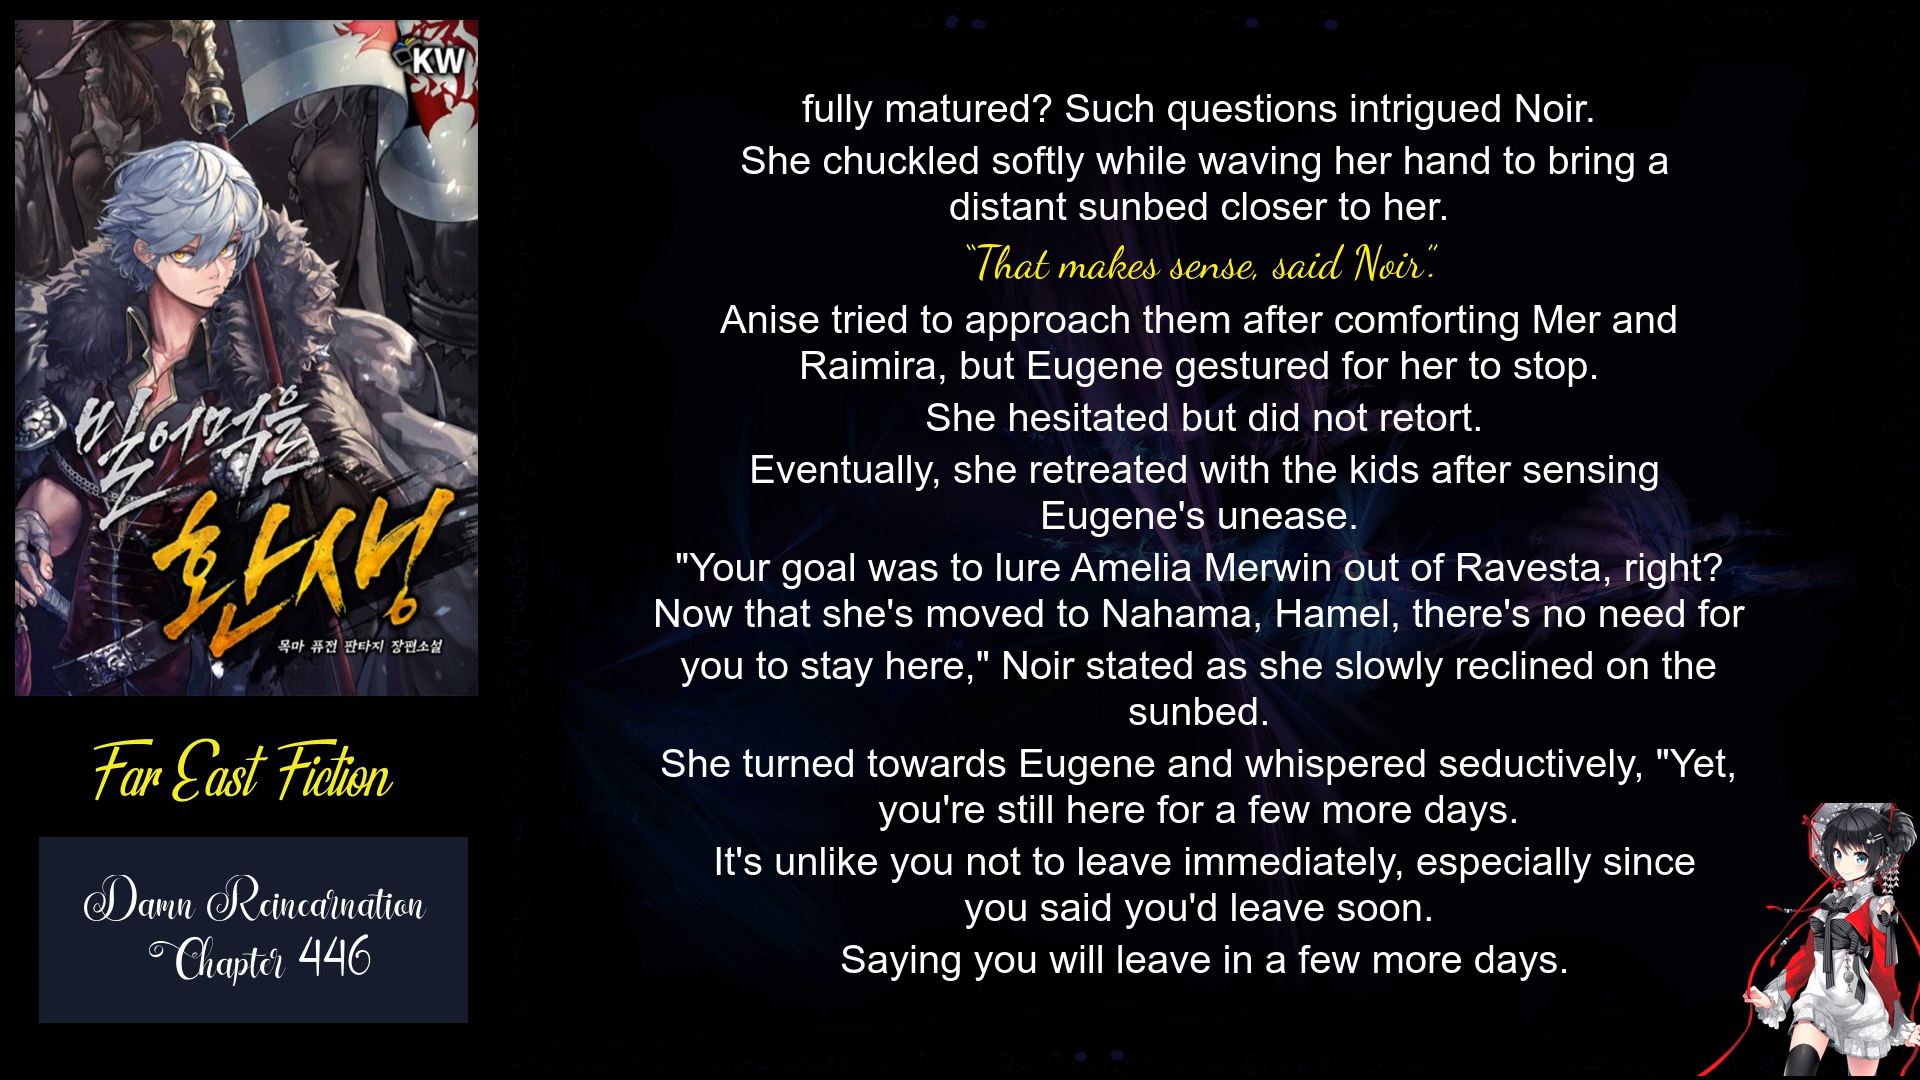 KW
빌어먹을
환생
목마 퓨전 판타지 장편소설
Far East Fiction
Damn Reincarnation
Chapter 446
fully matured? Such questions intrigued Noir.
She chuckled softly while waving her hand to bring a
distant sunbed closer to her.
“That makes sense, said Noir”.
Anise tried to approach them after comforting Mer and
Raimira, but Eugene gestured for her to stop.
She hesitated but did not retort.
Eventually, she retreated with the kids after sensing
Eugene's unease.
"Your goal was to lure Amelia Merwin out of Ravesta, right?
Now that she's moved to Nahama, Hamel, there's no need for
you to stay here," Noir stated as she slowly reclined on the
sunbed.
She turned towards Eugene and whispered seductively, "Yet,
you're still here for a few more days.
It's unlike you not to leave immediately, especially since
you said you'd leave soon.
Saying you will leave in a few more days.